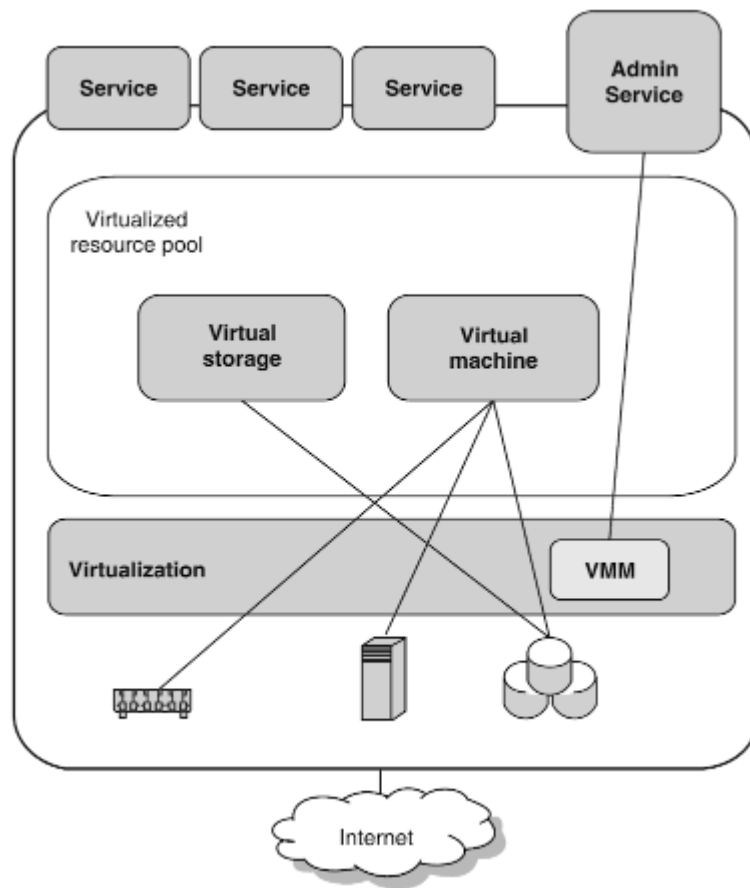 Service
Service
Service
Admin
Service
Virtualized
resource pool
Virtual
storage
Virtual
machine
Virtualization
VMM
Internet